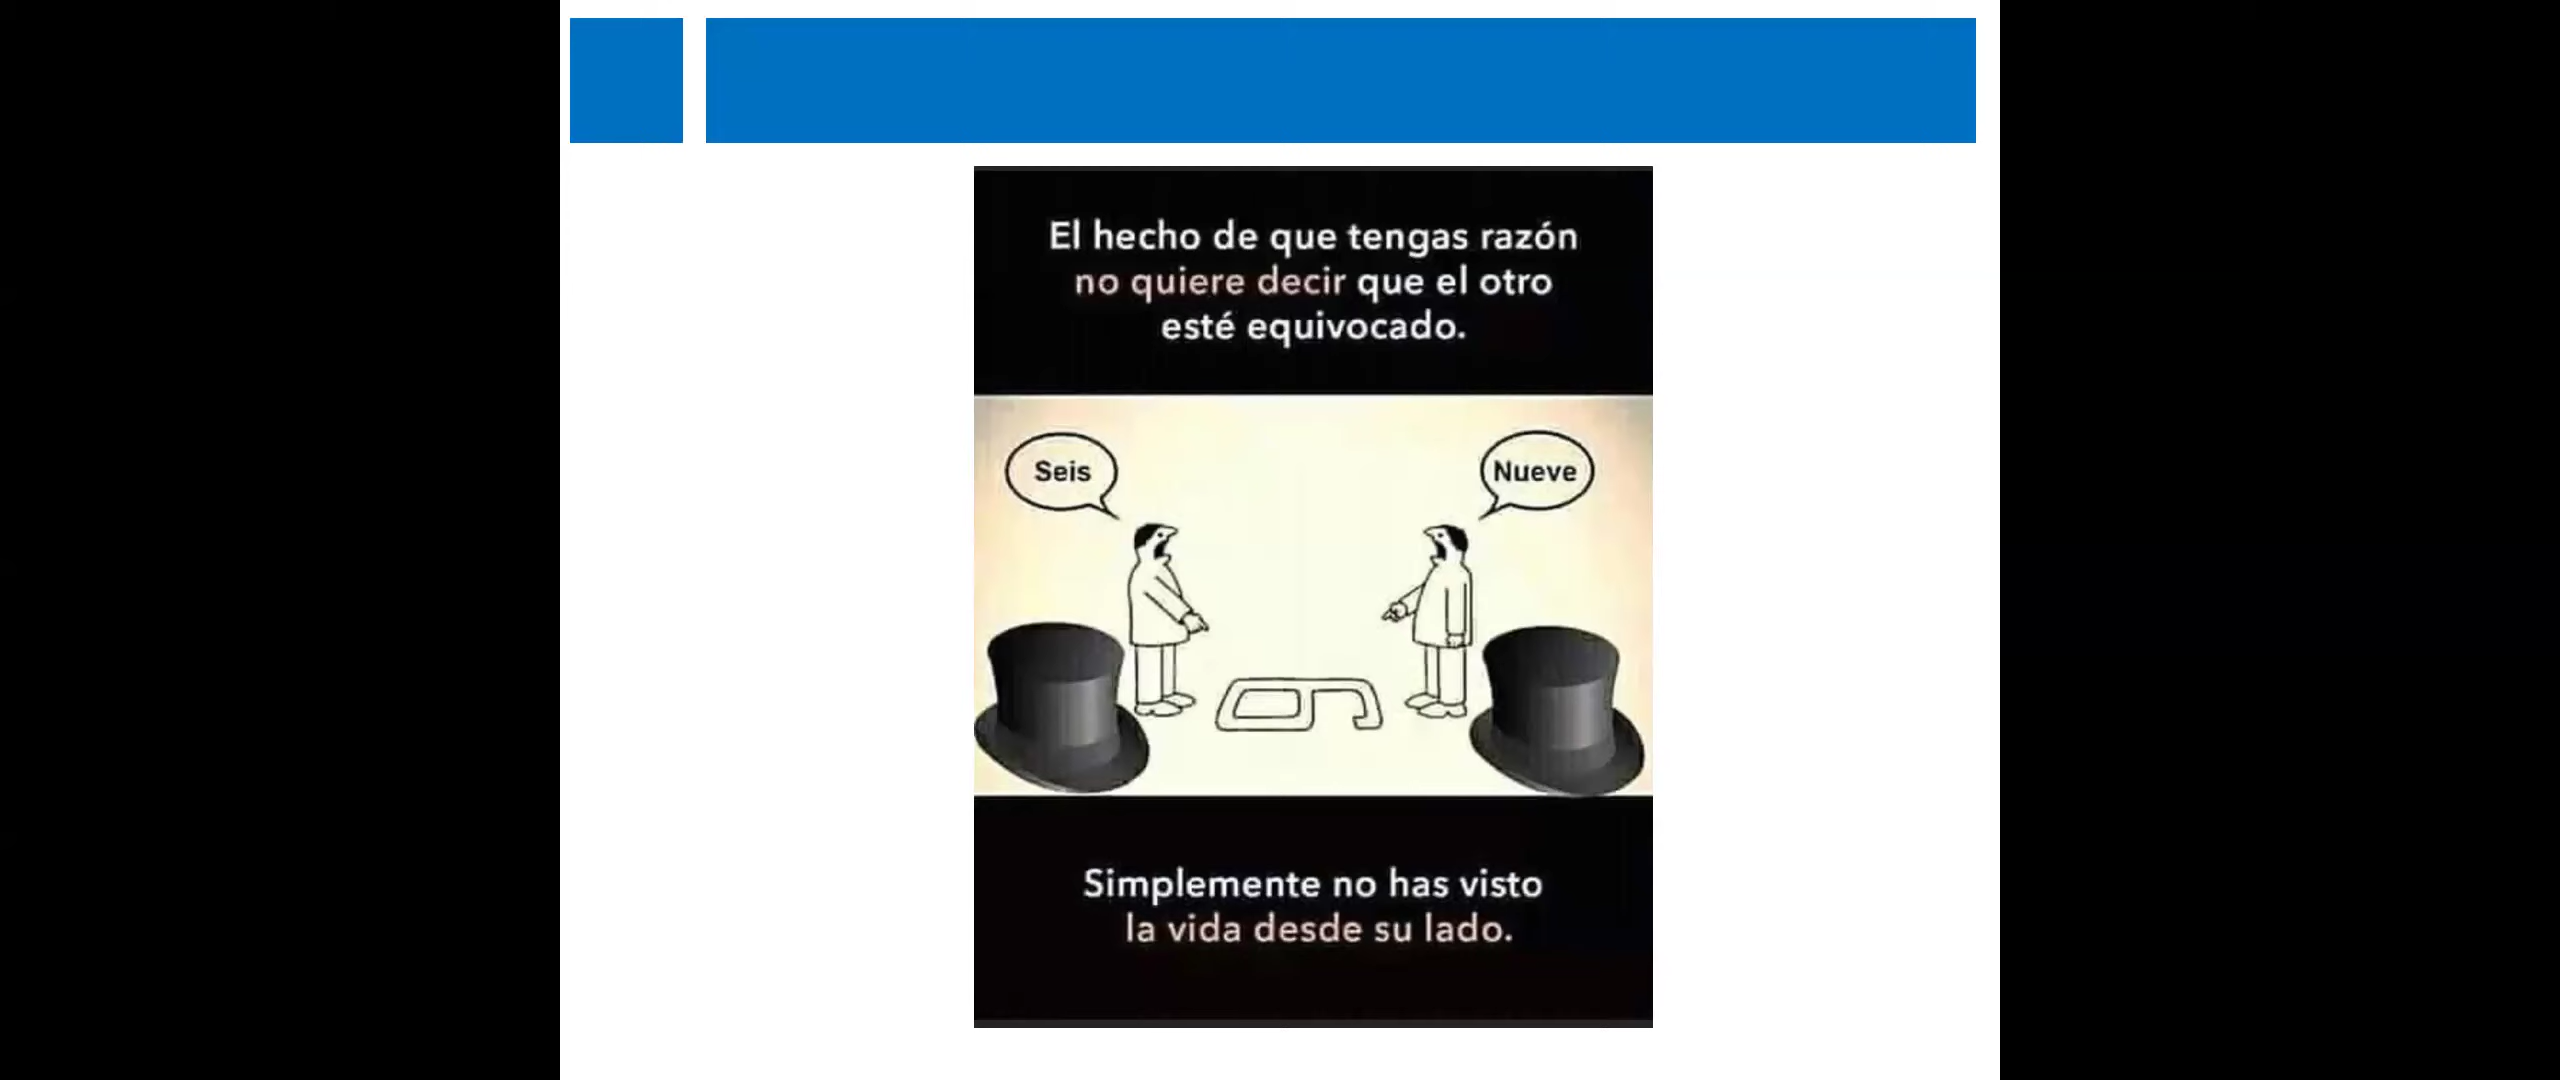 El hecho de que tengas razón
no quiere decir que el otro
esté equivocado.
Seis
Nueve
Simplemente no has visto
la vida desde su lado.